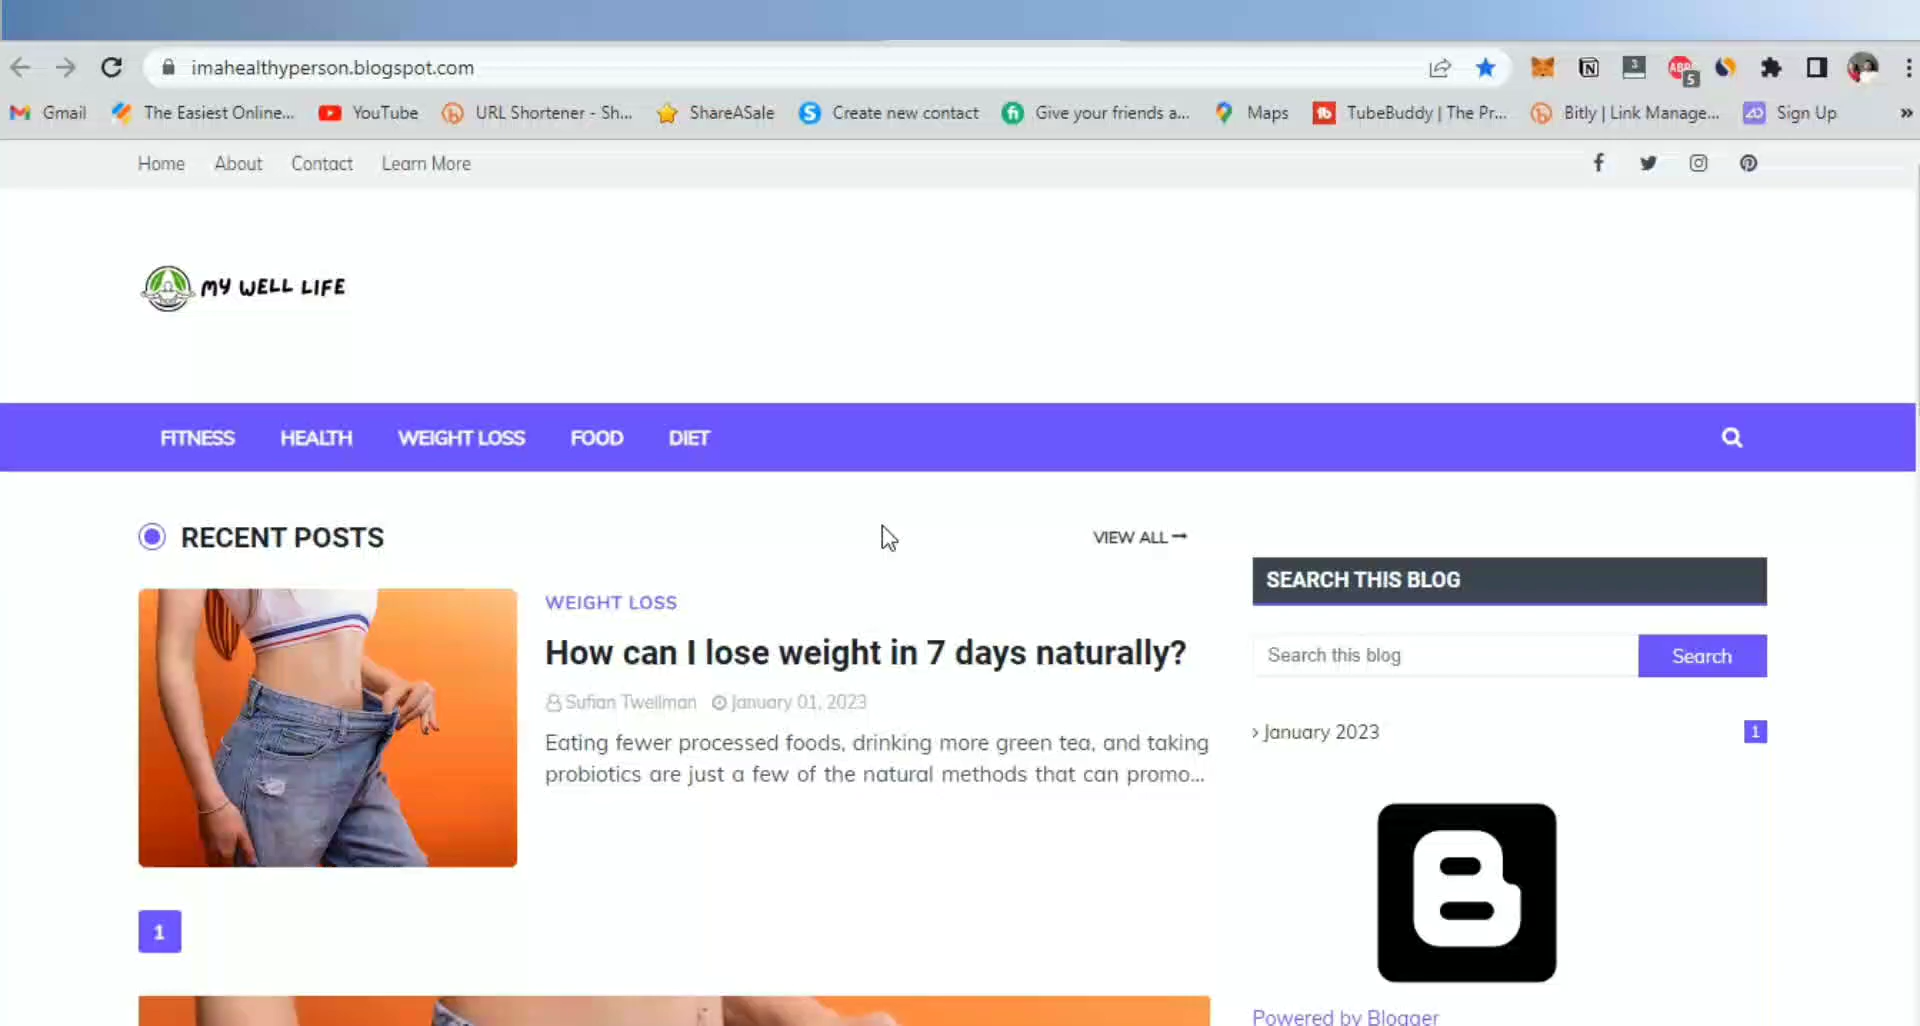 imahealthyperson.blogspot.com
3
ABP
5
Gmail
The Easiest Online...
YouTube
URL Shortener - Sh...
ShareASale
Create new contact
Give your friends a...
Maps
TubeBuddy | The Pr...
Bitly | Link Manage...
Sign Up
»
Home About Contact Learn More
MY WELL LIFE
FITNESS HEALTH WEIGHT LOSS FOOD DIET
RECENT POSTS
VIEW ALL
WEIGHT LOSS
How can I lose weight in 7 days naturally?
Sufian Twellman January 01, 2023
Eating fewer processed foods, drinking more green tea, and taking
probiotics are just a few of the natural methods that can promo...
1
SEARCH THIS BLOG
Search this blog
Search
January 2023
1
Powered by Blogger